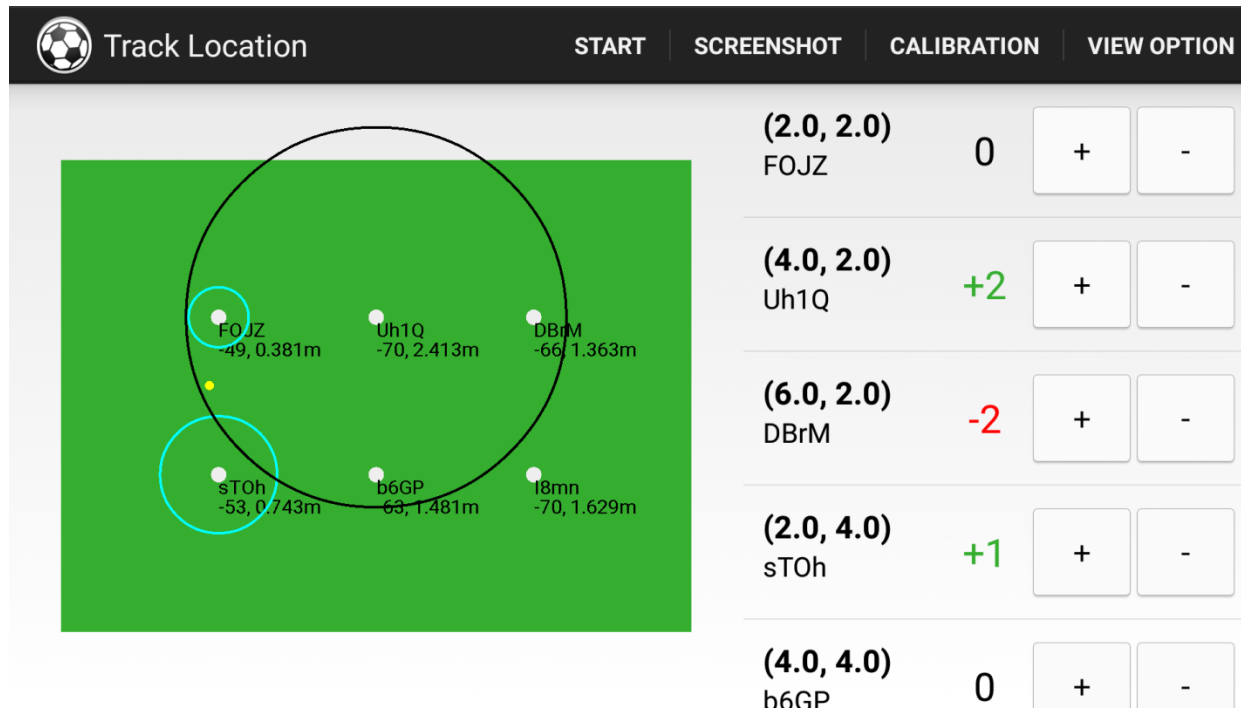 Track Location
START
SCREENSHOT
CALIBRATION
VIEW OPTION
FOJZ
-49, 0.381m
Uh1Q
-70, 2.413m
DBrM
-66, 1.363m
sTOh
-53, 0.743m
b6GP
-63, 1.481m
I8mn
-70, 1.629m
(2.0, 2.0)
FOJZ
0
+
-
(4.0, 2.0)
Uh1Q
+2
+
-
(6.0, 2.0)
DBrM
-2
+
-
(2.0, 4.0)
sTOh
+1
+
-
(4.0, 4.0)
b6GP
0
+
-